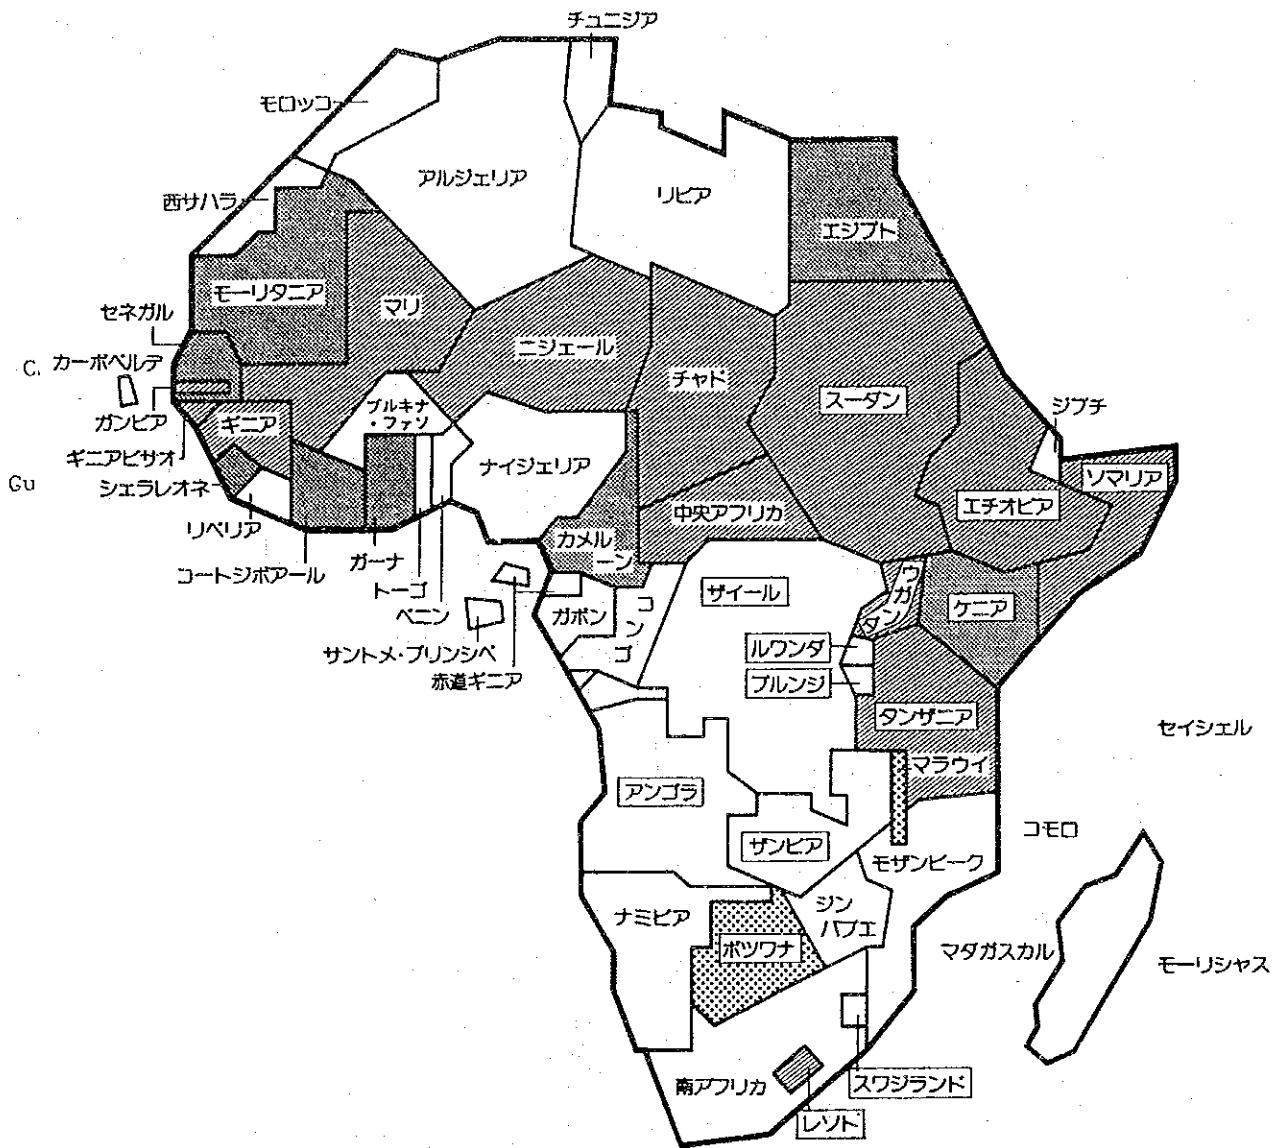 チュニジア
モロッコ
アルジェリア
リビア
西サハラ
エジプト
モーリタニア
マリ
セネガル
ニジェール
C.
カーボベルデ
チャド
スーダン
ジブチ
ガンビア
ブルキナ
・ファソ
ギニア
ギニアビサオ
ナイジェリア
ソマリア
Gu
シェラレオネ
エチオピア
中央アフリカ
リベリア
カメル
ーン
コートジボアール
ガーナ
トーゴ
ベニン
ガボン
コンゴ
ザイール
ウガンダ
ケニア
サントメ・プリンシペ
赤道ギニア
ルワンダ
ブルンジ
タンザニア
セイシェル
マラウイ
アンゴラ
コモロ
ザンビア
モザンビーク
ナミビア
ジン
バブエ
ボツワナ
マダガスカル
モーリシャス
南アフリカ
スワジランド
レソト